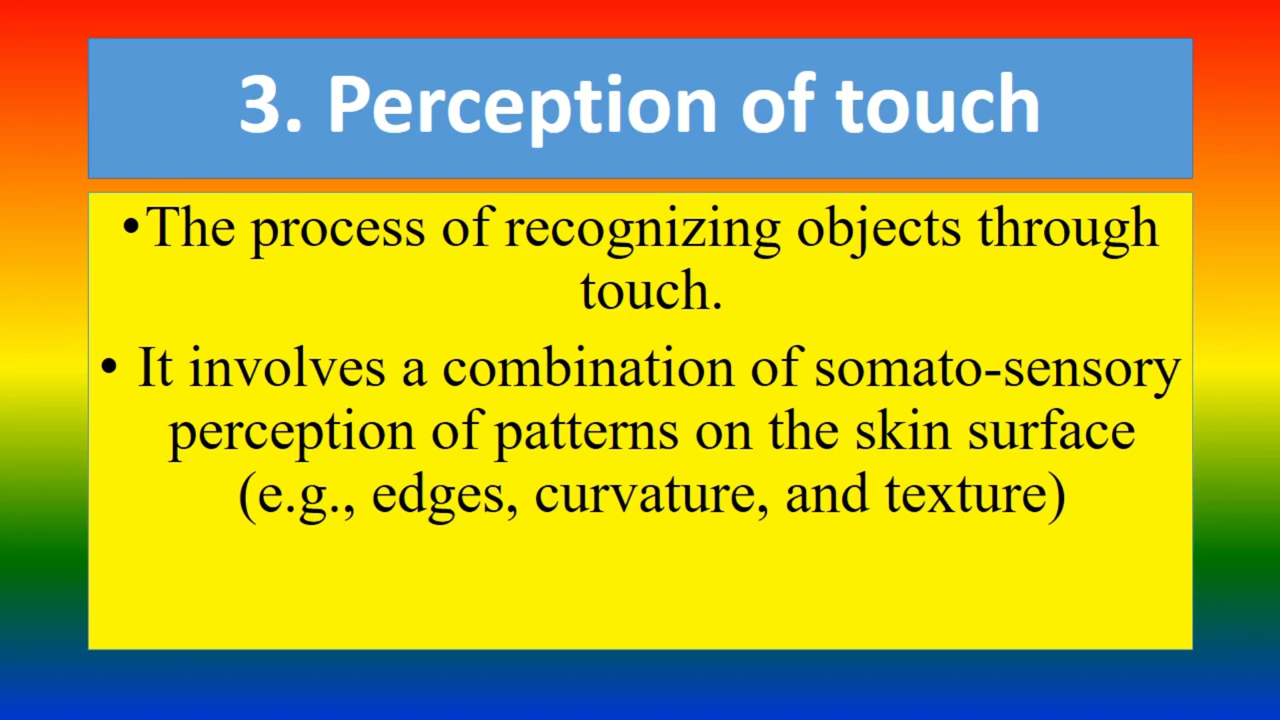 3. Perception of touch
•The process of recognizing objects through
touch.
• It involves a combination of somato-sensory
perception of patterns on the skin surface
(e.g., edges, curvature, and texture)